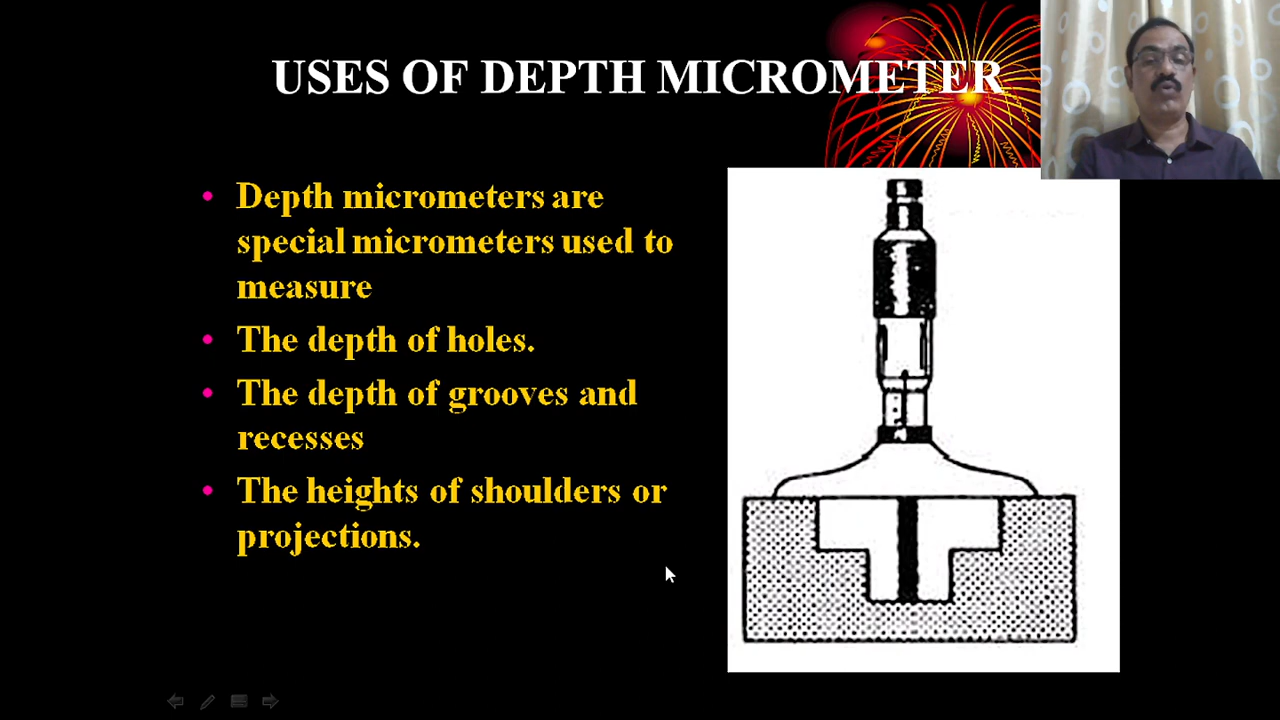 USES OF DEPTH MICROMETER
• Depth micrometers are
special micrometers used to
measure
• The depth of holes.
• The depth of grooves and
recesses
• The heights of shoulders or
projections.